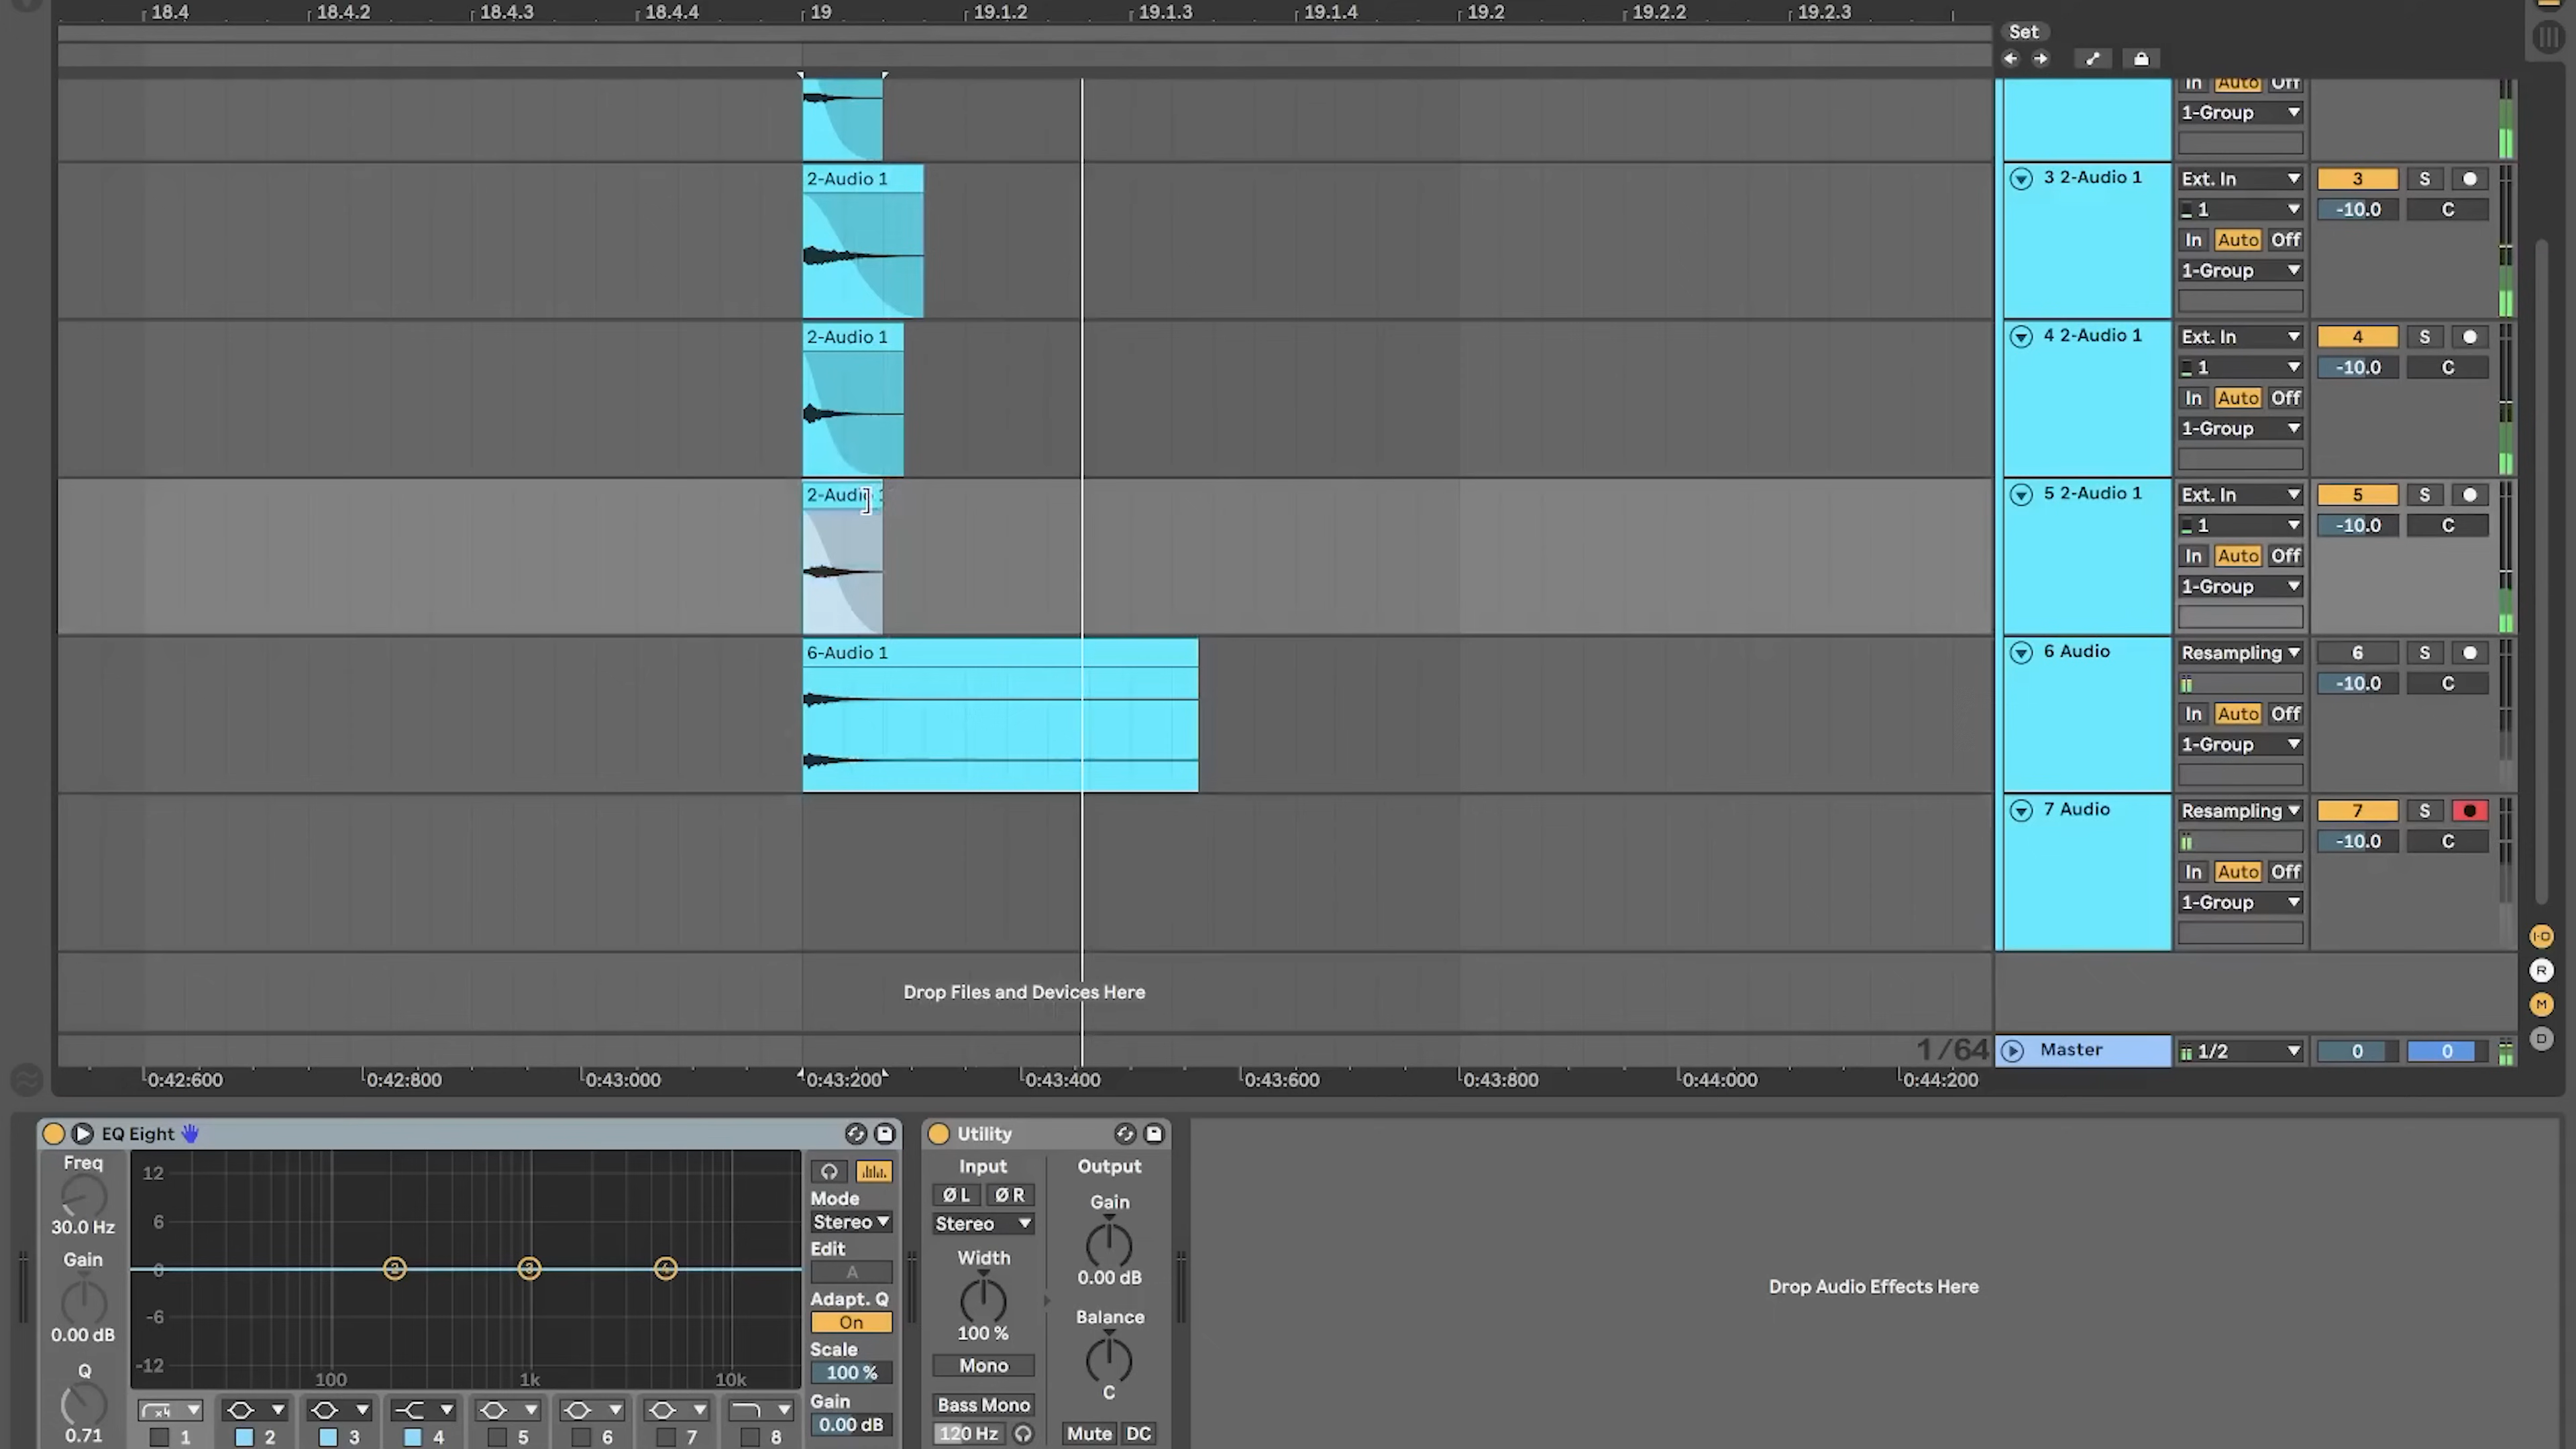 18.4 18.4.2 18.4.3 18.4.4 19 19.1.2 19.1.3 19.1.4 19.2 19.2.2 19.2.3
Set
In Auto Off
1-Group
2-Audio 1
3 2-Audio 1 Ext. In 3 S
1 -10.0 C
In Auto Off
1-Group
2-Audio 1
4 2-Audio 1 Ext. In 4 S
1 -10.0 C
In Auto Off
1-Group
2-Audio 1
5 2-Audio 1 Ext. In 5 S
1 -10.0 C
In Auto Off
1-Group
6-Audio 1
6 Audio Resampling 6 S
-10.0 C
In Auto Off
1-Group
7 Audio Resampling 7 S
-10.0 C
In Auto Off
1-Group
I-O
R
M
D
Drop Files and Devices Here
1/64 Master 1/2 0 0
0:42:600 0:42:800 0:43:000 0:43:200 0:43:400 0:43:600 0:43:800 0:44:000 0:44:200
EQ Eight
Freq
30.0 Hz
Gain
0.00 dB
Q
0.71
12
6
0
-6
-12
2 3 4
100 1k 10k
1 2 3 4 5 6 7 8
Mode
Stereo
Edit
A
Adapt. Q
On
Scale
100 %
Gain
0.00 dB
Utility
Input Output
Ø L Ø R
Stereo
Width
100 %
Mono
Bass Mono
120 Hz
Gain
0.00 dB
Balance
C
Mute DC
Drop Audio Effects Here